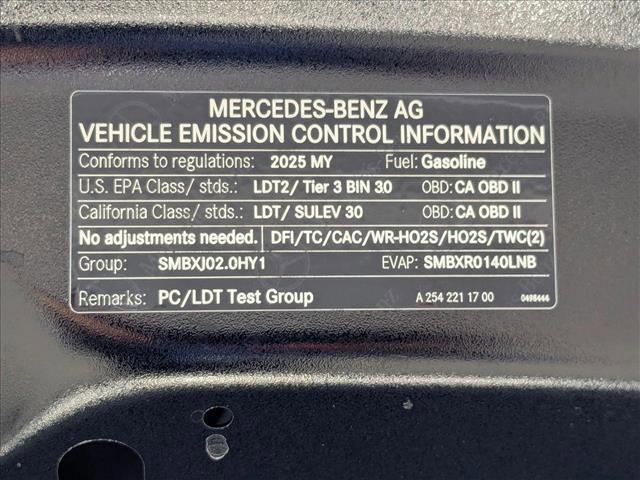 MERCEDES-BENZ AG
VEHICLE EMISSION CONTROL INFORMATION
Conforms to regulations: 2025 MY Fuel: Gasoline
U.S. EPA Class/ stds.: LDT2/ Tier 3 BIN 30 OBD: CA OBD II
California Class/ stds.: LDT/ SULEV 30 OBD: CA OBD II
No adjustments needed. DFI/TC/CAC/WR-HO2S/HO2S/TWC(2)
Group: SMBXJ02.0HY1 EVAP: SMBXR0140LNB
Remarks: PC/LDT Test Group A 254 221 17 00 0498444